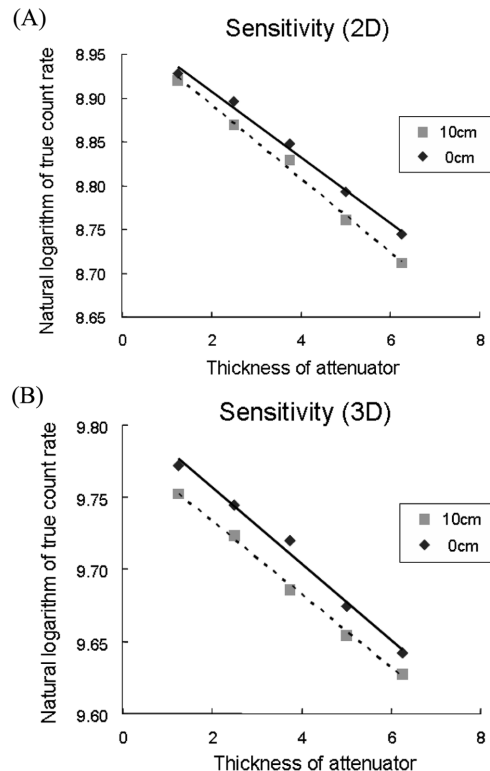 (A)
Sensitivity (2D)
Natural logarithm of true count rate
8.95
8.90
8.85
8.80
8.75
8.70
8.65
0 2 4 6 8
Thickness of attenuator
10cm
0cm
(B)
Sensitivity (3D)
Natural logarithm of true count rate
9.80
9.75
9.70
9.65
9.60
0 2 4 6 8
Thickness of attenuator
10cm
0cm